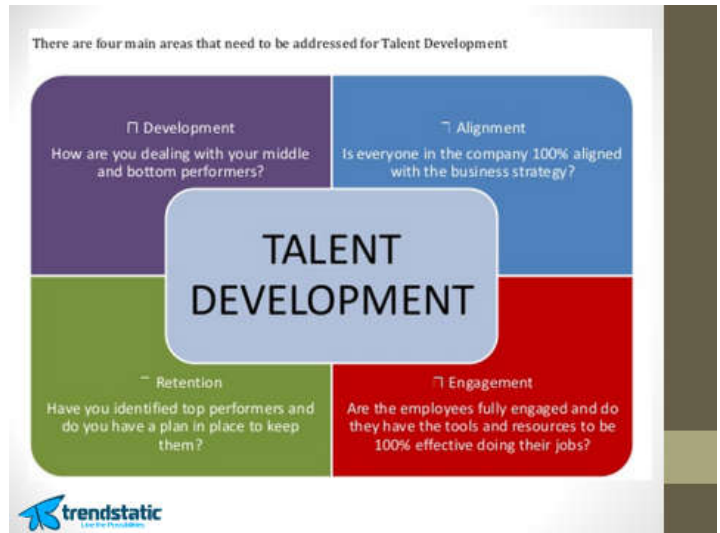 There are four main areas that need to be addressed for Talent Development
Development
How are you dealing with your middle
and bottom performers?
Alignment
Is everyone in the company 100% aligned
with the business strategy?
TALENT
DEVELOPMENT
Retention
Have you identified top performers and
do you have a plan in place to keep
them?
Engagement
Are the employees fully engaged and do
they have the tools and resources to be
100% effective doing their jobs?
trendstatic
Live the Possibilities